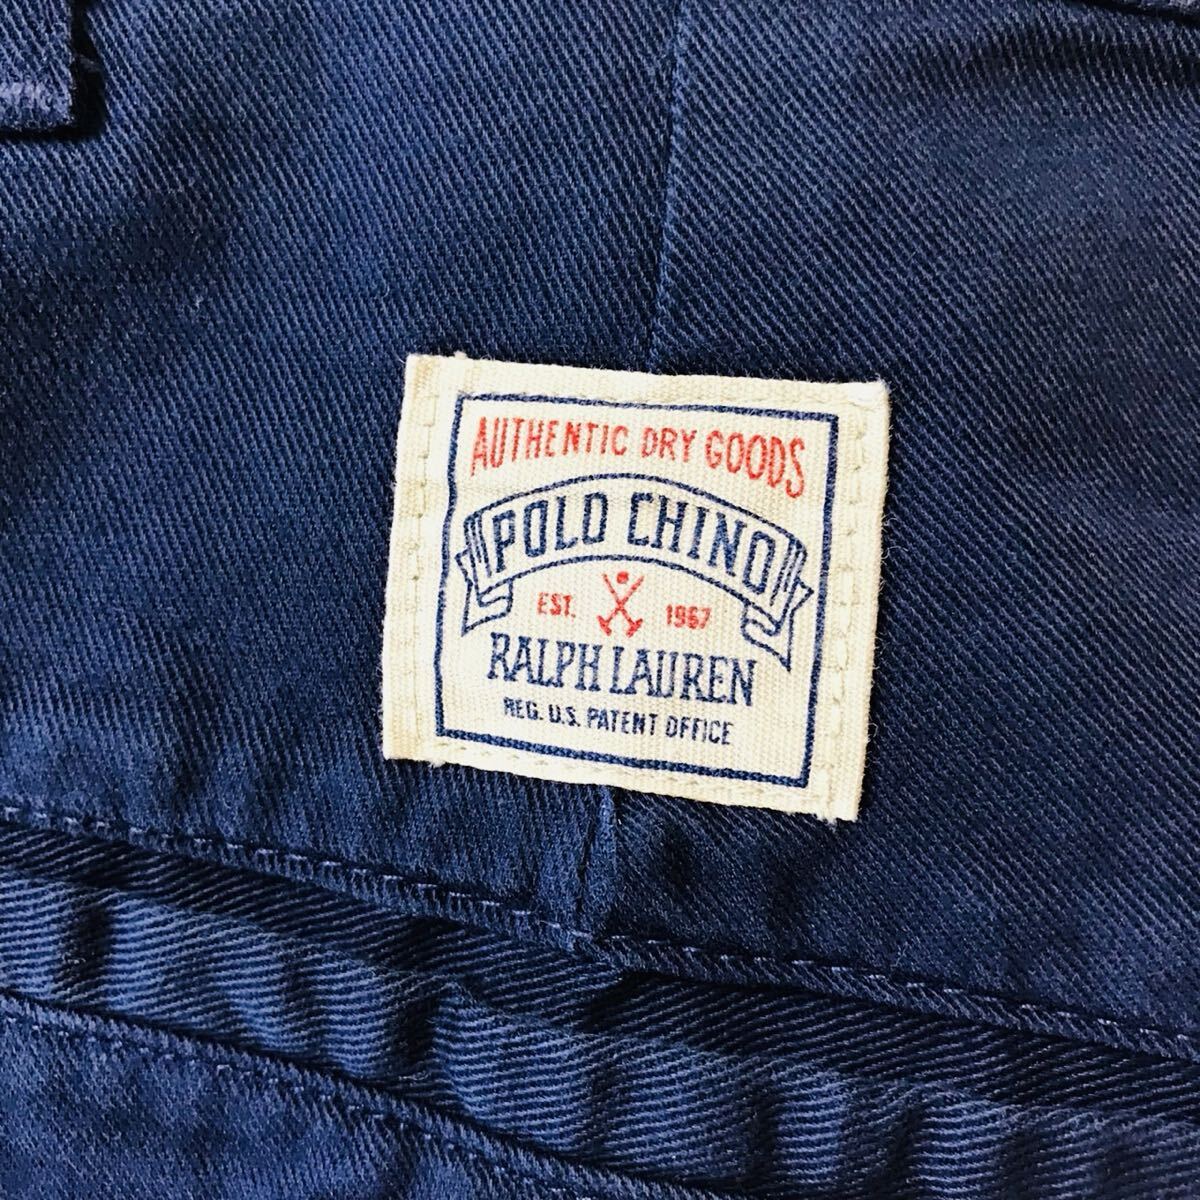 AUTHENTIC DRY GOODS
POLO CHINO
EST. 1967
RALPH LAUREN
REG. U.S. PATENT OFFICE